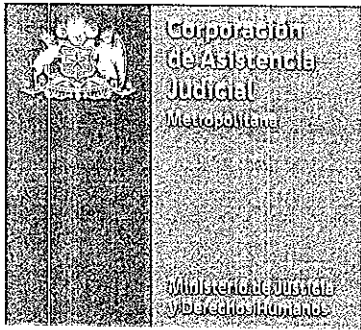 Corporación
de Asistencia
Judicial
Metropolitana
Ministerio de Justicia
y Derechos Humanos